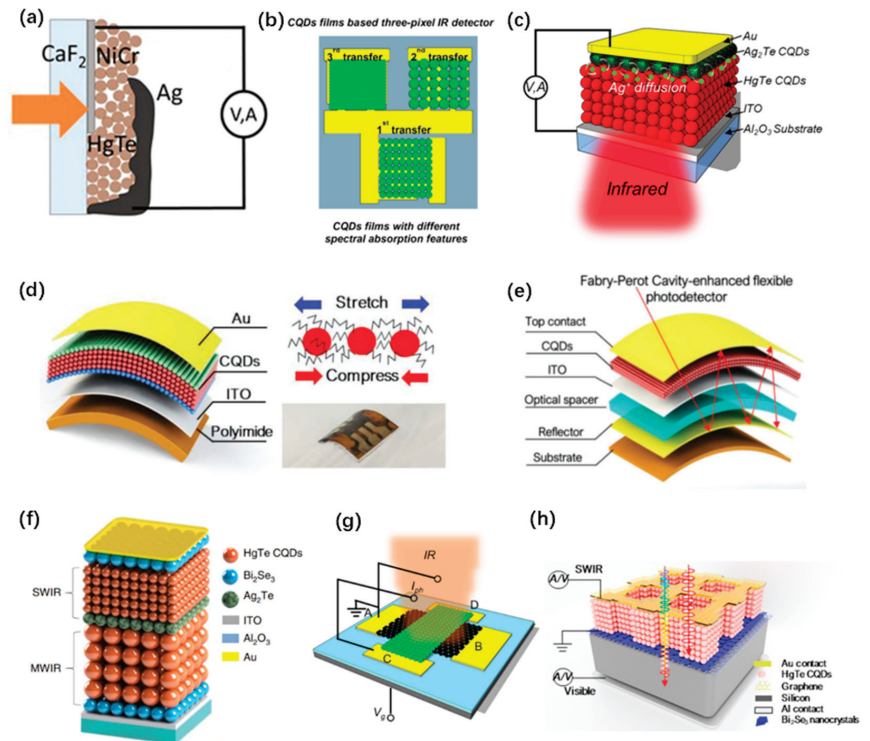 (a)
CaF2
NiCr
Ag
HgTe
V,A
(b)
CQDs films based three-pixel IR detector
3rd transfer
2nd transfer
1st transfer
CQDs films with different
spectral absorption features
(c)
V,A
Au
Ag2Te CQDs
HgTe CQDs
Ag+ diffusion
ITO
Al2O3 Substrate
Infrared
(d)
Au
CQDs
ITO
Polyimide
Stretch
Compress
(e)
Fabry-Perot Cavity-enhanced flexible
photodetector
Top contact
CQDs
ITO
Optical spacer
Reflector
Substrate
(f)
SWIR
MWIR
HgTe CQDs
Bi2Se3
Ag2Te
ITO
Al2O3
Au
(g)
IR
Iph
A
D
B
C
Vg
(h)
A/V
SWIR
A/V
Visible
Au contact
HgTe CQDs
Graphene
Silicon
Al contact
Bi2Se3 nanocrystals